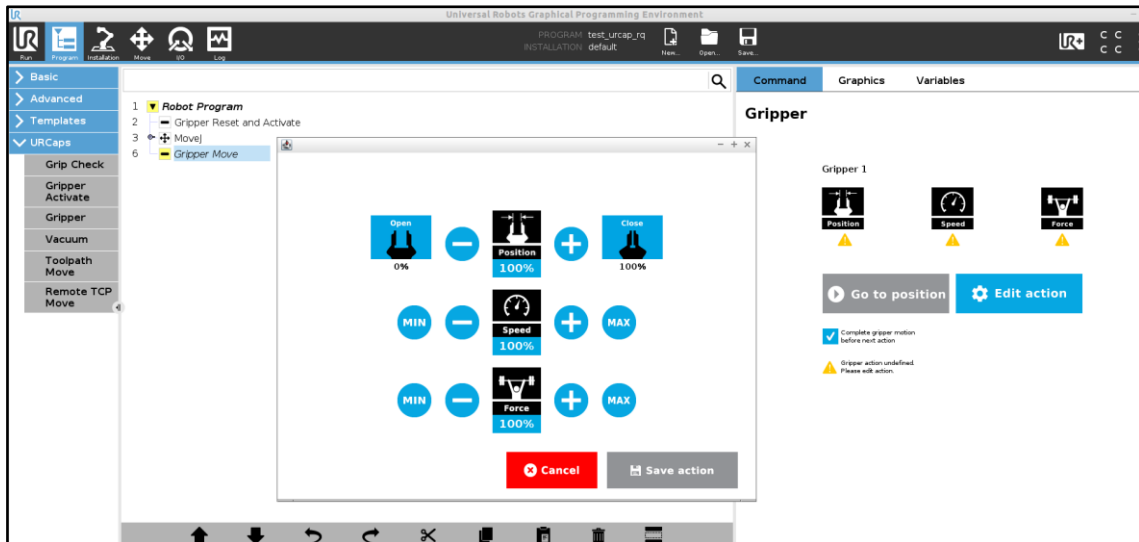 UR
Universal Robots Graphical Programming Environment
Run
Program
Installation
Move
I/O
Log
PROGRAM test_urcap_rq
INSTALLATION default
New...
Open...
Save...
UR+
C C
C C
Basic
Advanced
Templates
URCaps
Grip Check
Gripper
Activate
Gripper
Vacuum
Toolpath
Move
Remote TCP
Move
1 Robot Program
2 Gripper Reset and Activate
3 MoveJ
6 Gripper Move
Open
0%
Position
100%
Close
100%
MIN
Speed
100%
MAX
MIN
Force
100%
MAX
Cancel
Save action
Command Graphics Variables
Gripper
Gripper 1
Position
Speed
Force
Go to position
Edit action
Complete gripper motion
before next action
Gripper action undefined.
Please edit action.